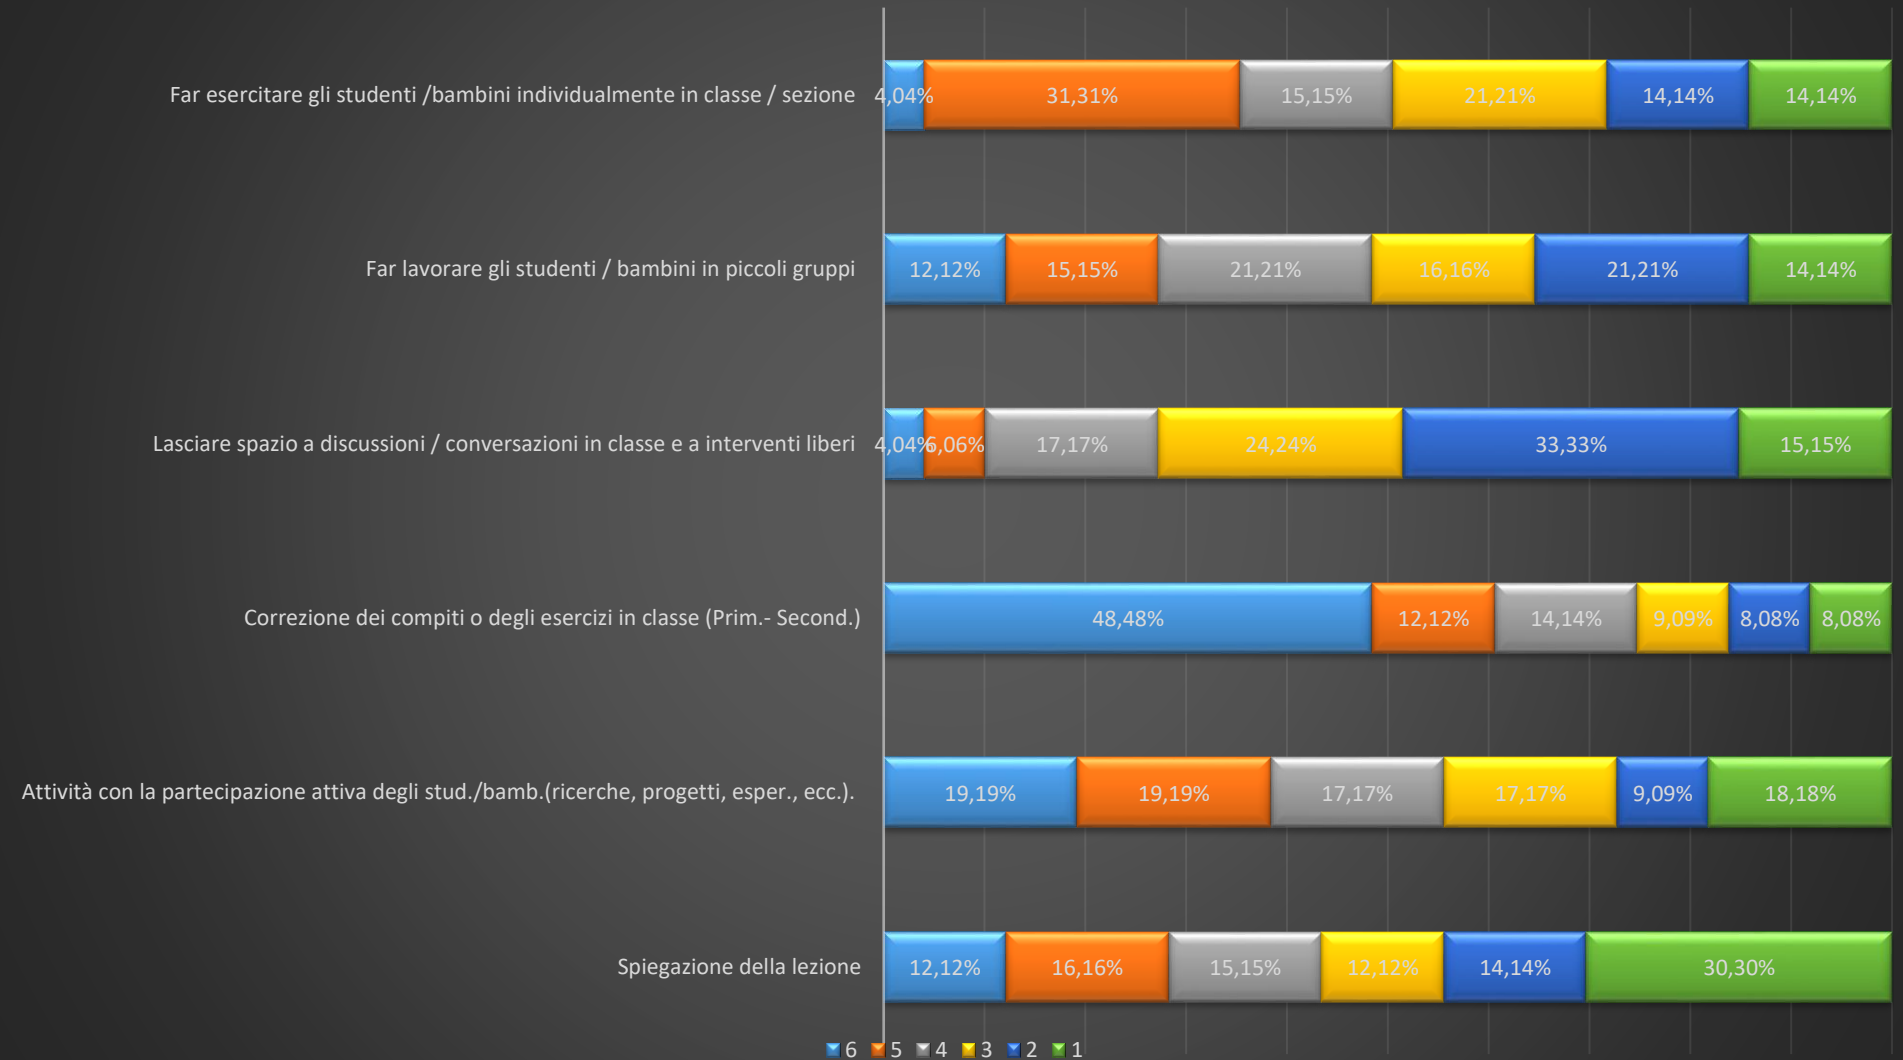 Far esercitare gli studenti /bambini individualmente in classe / sezione 4,04% 31,31% 15,15% 21,21% 14,14% 14,14%
Far lavorare gli studenti / bambini in piccoli gruppi 12,12% 15,15% 21,21% 16,16% 21,21% 14,14%
Lasciare spazio a discussioni / conversazioni in classe e a interventi liberi 4,04% 6,06% 17,17% 24,24% 33,33% 15,15%
Correzione dei compiti o degli esercizi in classe (Prim.- Second.) 48,48% 12,12% 14,14% 9,09% 8,08% 8,08%
Attività con la partecipazione attiva degli stud./bamb.(ricerche, progetti, esper., ecc.). 19,19% 19,19% 17,17% 17,17% 9,09% 18,18%
Spiegazione della lezione 12,12% 16,16% 15,15% 12,12% 14,14% 30,30%
6 5 4 3 2 1